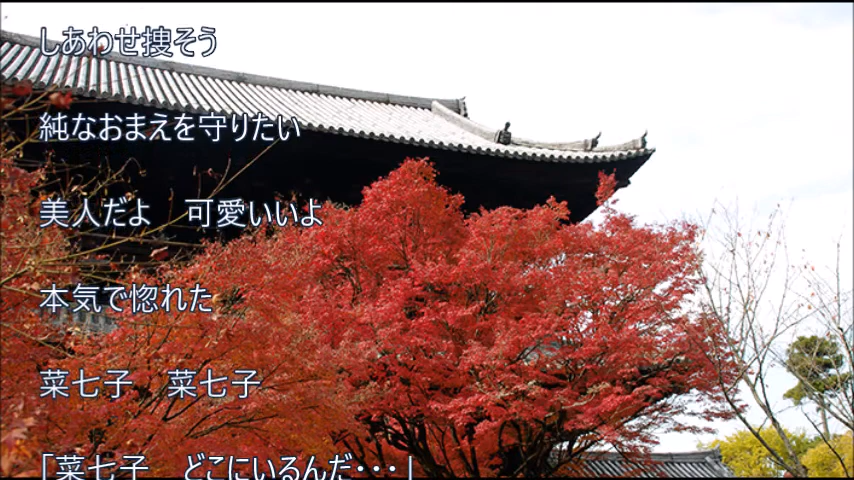 しあわせ捜そう
純なおまえを守りたい
美人だよ　可愛いいよ
本気で惚れた
菜七子　菜七子
「菜七子　どこにいるんだ・・・」